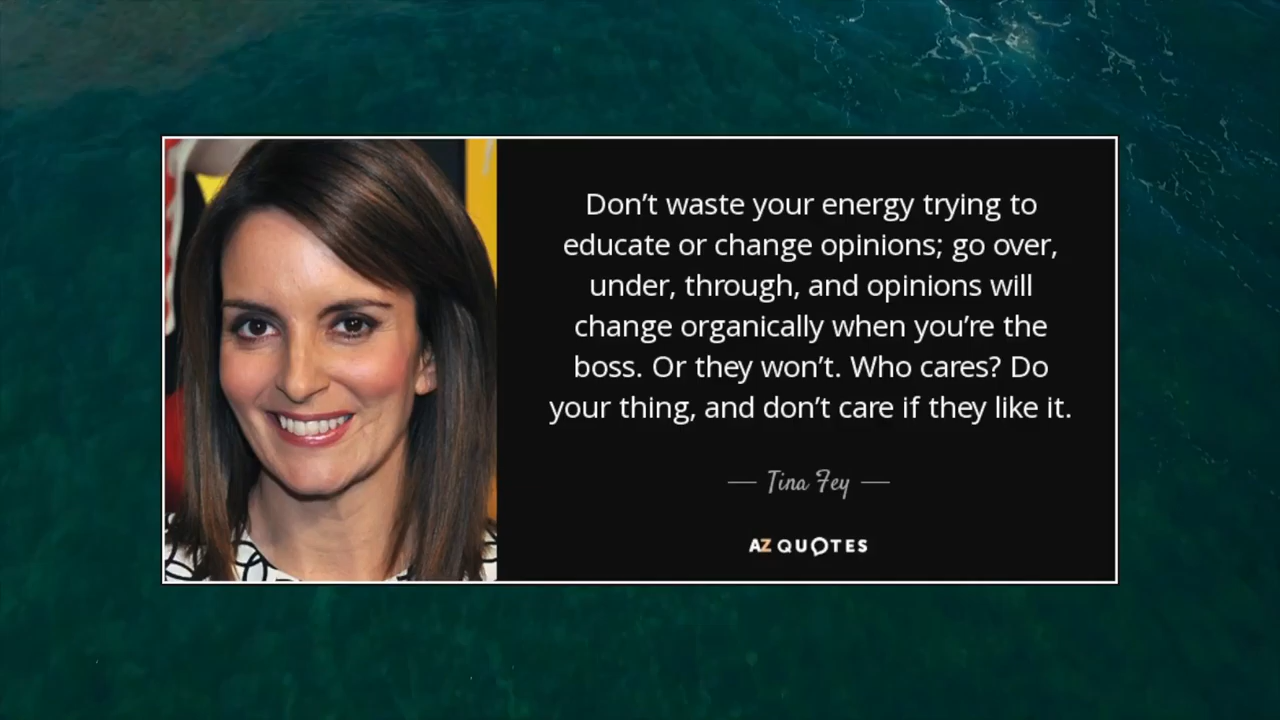 Don’t waste your energy trying to
educate or change opinions; go over,
under, through, and opinions will
change organically when you’re the
boss. Or they won’t. Who cares? Do
your thing, and don’t care if they like it.
— Tina Fey —
AZ QUOTES